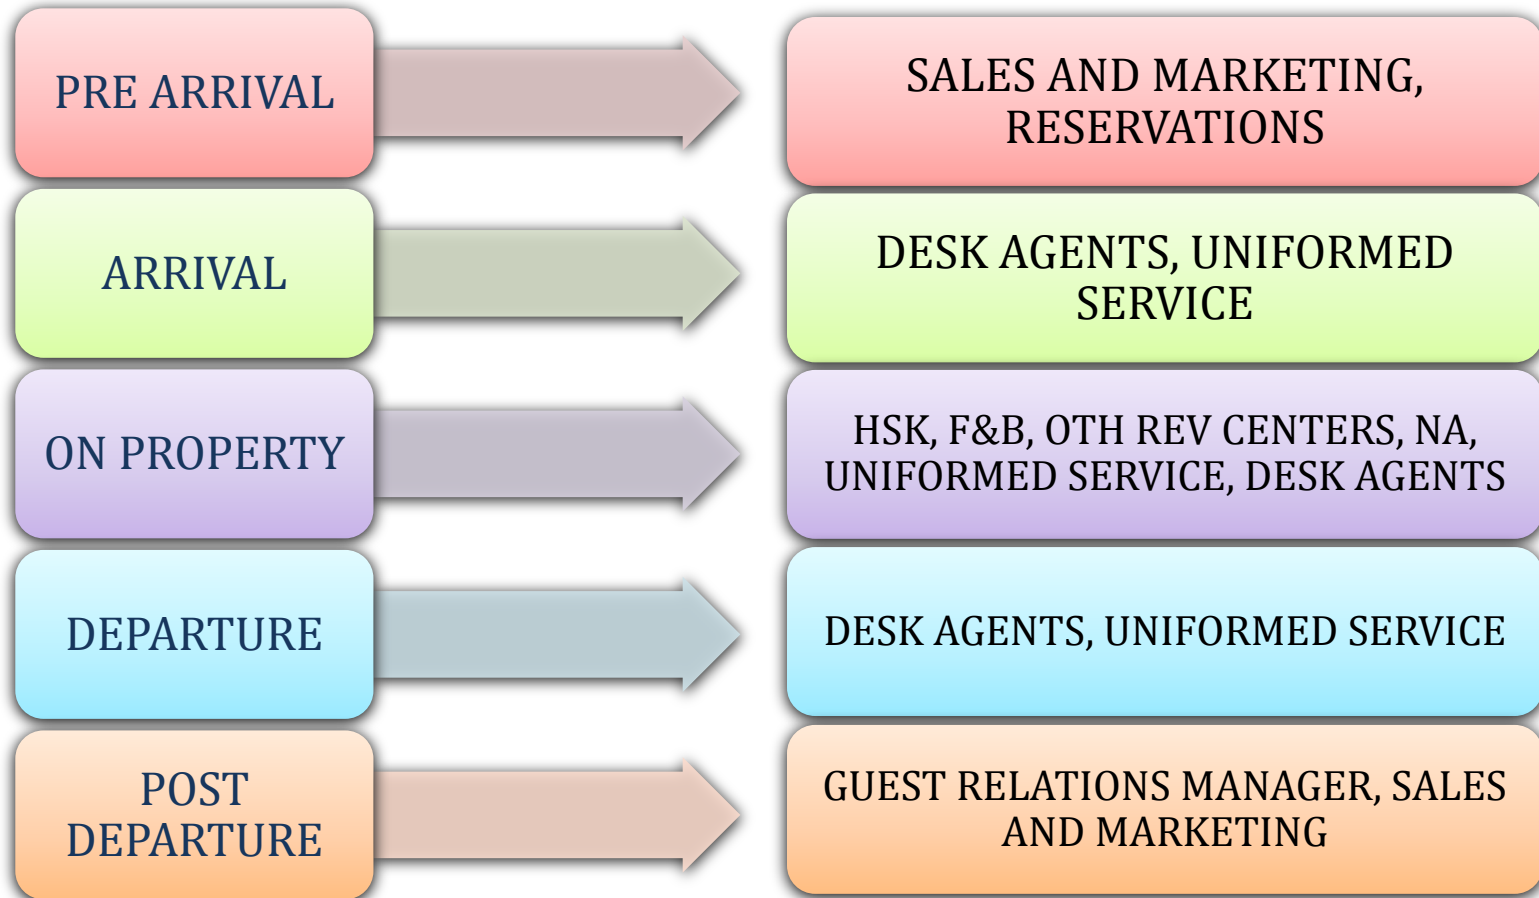 PRE ARRIVAL
SALES AND MARKETING,
RESERVATIONS
ARRIVAL
DESK AGENTS, UNIFORMED
SERVICE
ON PROPERTY
HSK, F&B, OTH REV CENTERS, NA,
UNIFORMED SERVICE, DESK AGENTS
DEPARTURE
DESK AGENTS, UNIFORMED SERVICE
POST
DEPARTURE
GUEST RELATIONS MANAGER, SALES
AND MARKETING